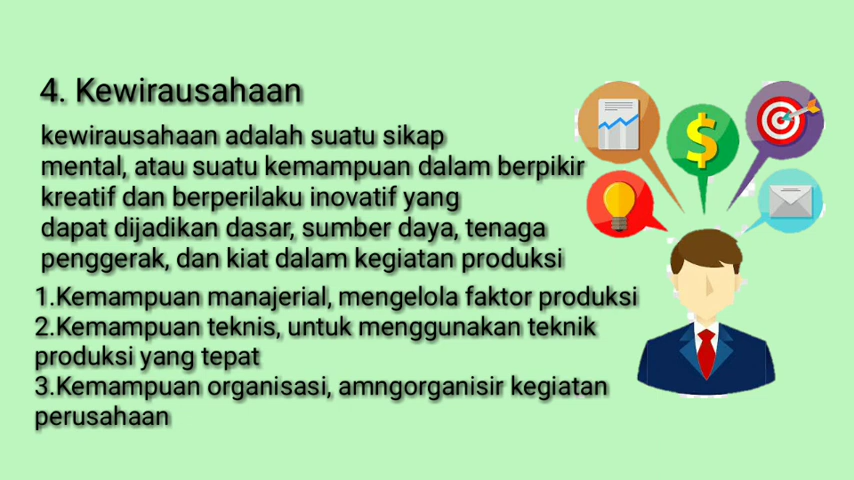 4. Kewirausahaan
kewirausahaan adalah suatu sikap
mental, atau suatu kemampuan dalam berpikir
kreatif dan berperilaku inovatif yang
dapat dijadikan dasar, sumber daya, tenaga
penggerak, dan kiat dalam kegiatan produksi
1.Kemampuan manajerial, mengelola faktor produksi
2.Kemampuan teknis, untuk menggunakan teknik
produksi yang tepat
3.Kemampuan organisasi, amngorganisir kegiatan
perusahaan